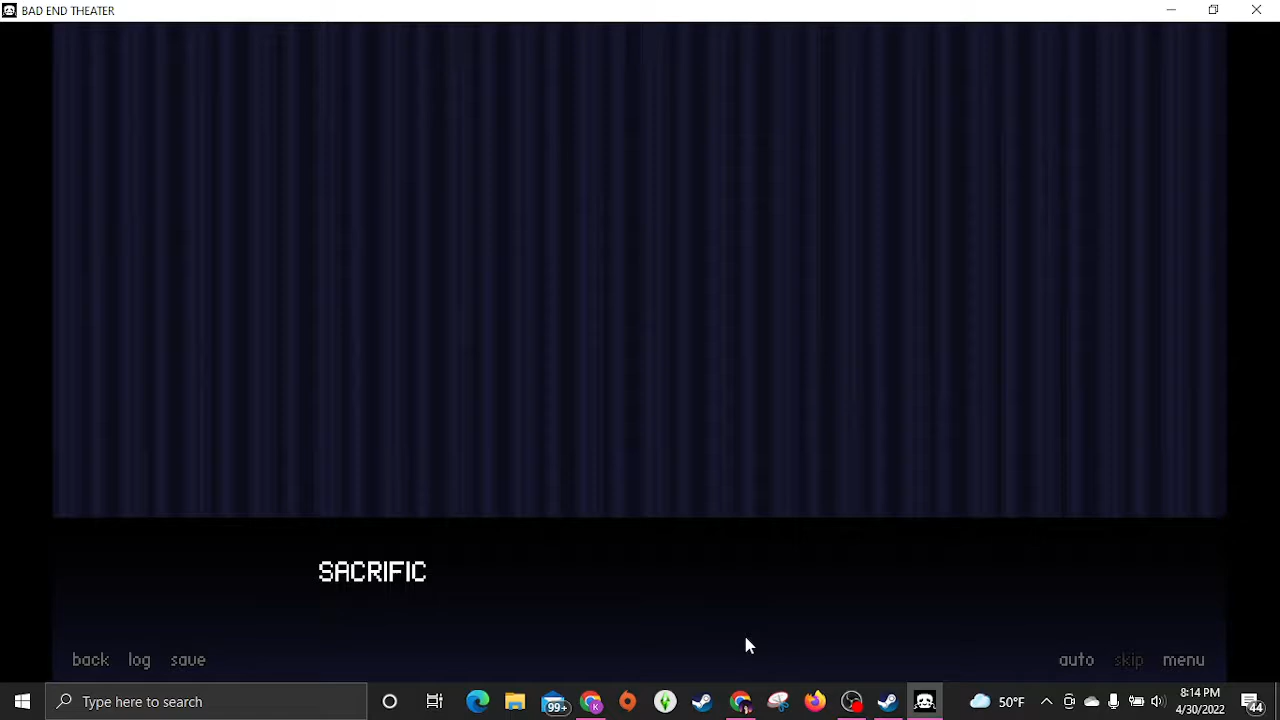 BAD END THEATER
SACRIFIC
back log save
auto skip menu
Type here to search
99+
K
50°F
8:14 PM
4/30/2022
44